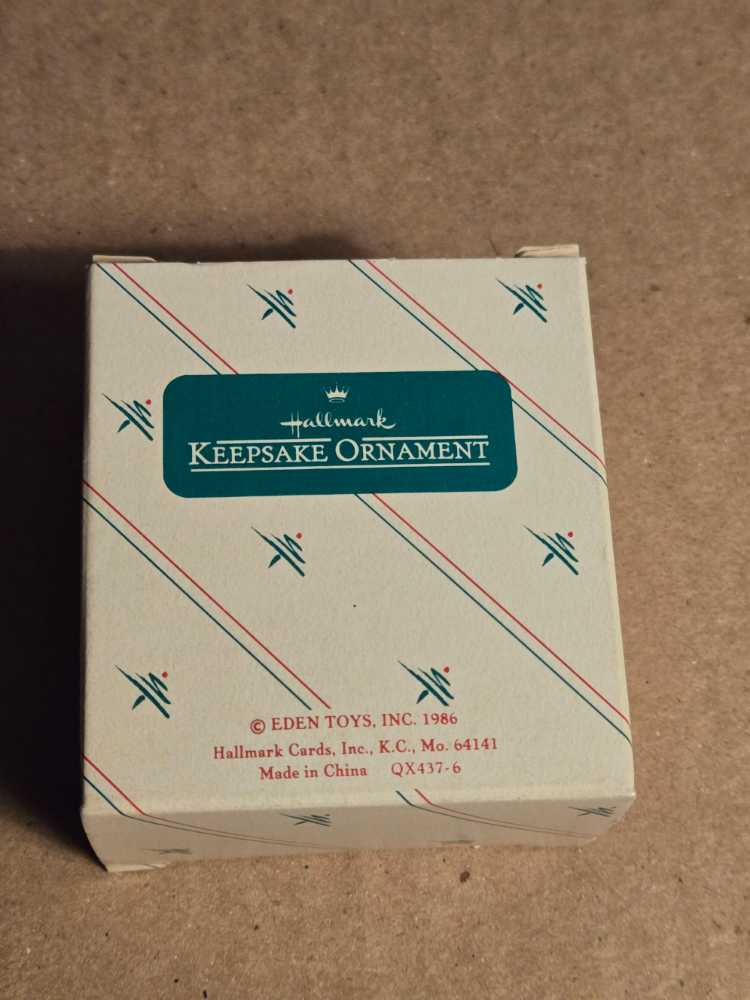 Hallmark
KEEPSAKE ORNAMENT
© EDEN TOYS, INC. 1986
Hallmark Cards, Inc., K.C., Mo. 64141
Made in China QX437-6